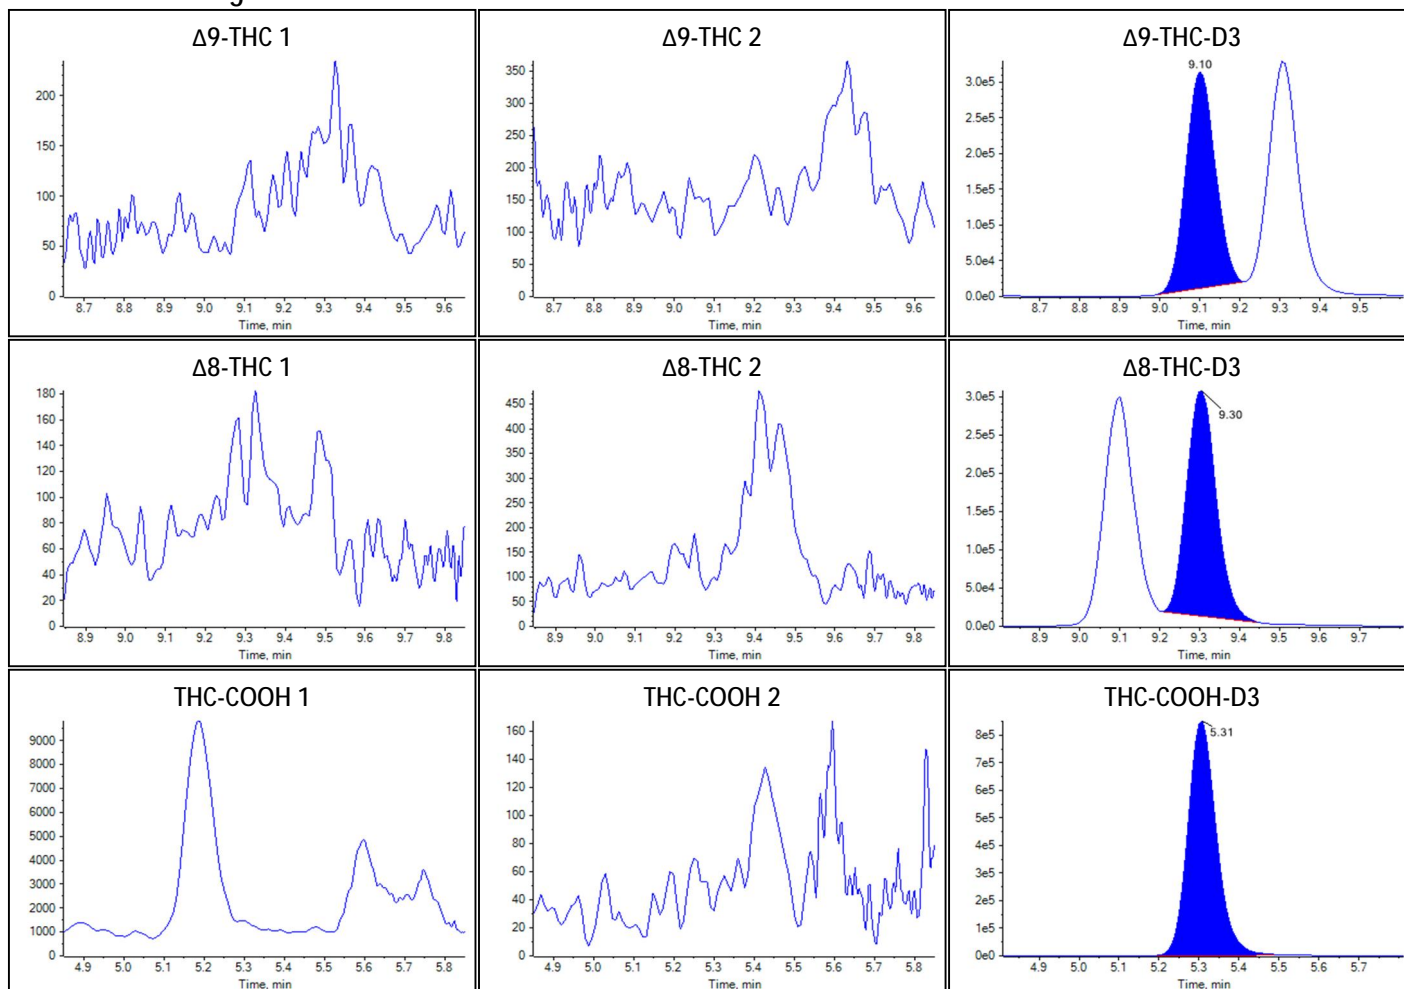 Δ9-THC 1
200
150
100
50
0
8.7 8.8 8.9 9.0 9.1 9.2 9.3 9.4 9.5 9.6
Time, min
Δ9-THC 2
350
300
250
200
150
100
50
0
8.7 8.8 8.9 9.0 9.1 9.2 9.3 9.4 9.5 9.6
Time, min
Δ9-THC-D3
9.10
3.0e5
2.0e5
1.5e5
1.0e5
5.0e4
0.0e0
8.7 8.8 8.9 9.0 9.1 9.2 9.3 9.4 9.5
Time, min
Δ8-THC 1
180
160
140
120
100
80
60
40
20
0
8.9 9.0 9.1 9.2 9.3 9.4 9.5 9.6 9.7 9.8
Time, min
Δ8-THC 2
450
400
350
300
250
200
150
100
50
0
8.9 9.0 9.1 9.2 9.3 9.4 9.5 9.6 9.7 9.8
Time, min
Δ8-THC-D3
9.30
3.0e5
2.5e5
2.0e5
1.5e5
1.0e5
5.0e4
0.0e0
8.9 9.0 9.1 9.2 9.3 9.4 9.5 9.6 9.7
Time, min
THC-COOH 1
9000
8000
7000
6000
5000
4000
3000
2000
1000
0
4.9 5.0 5.1 5.2 5.3 5.4 5.5 5.6 5.7 5.8
Time, min
THC-COOH 2
160
140
120
100
80
60
40
20
0
4.9 5.0 5.1 5.2 5.3 5.4 5.5 5.6 5.7 5.8
Time, min
THC-COOH-D3
5.31
8e5
7e5
6e5
5e5
4e5
3e5
2e5
1e5
0e0
4.9 5.0 5.1 5.2 5.3 5.4 5.5 5.6 5.7
Time, min